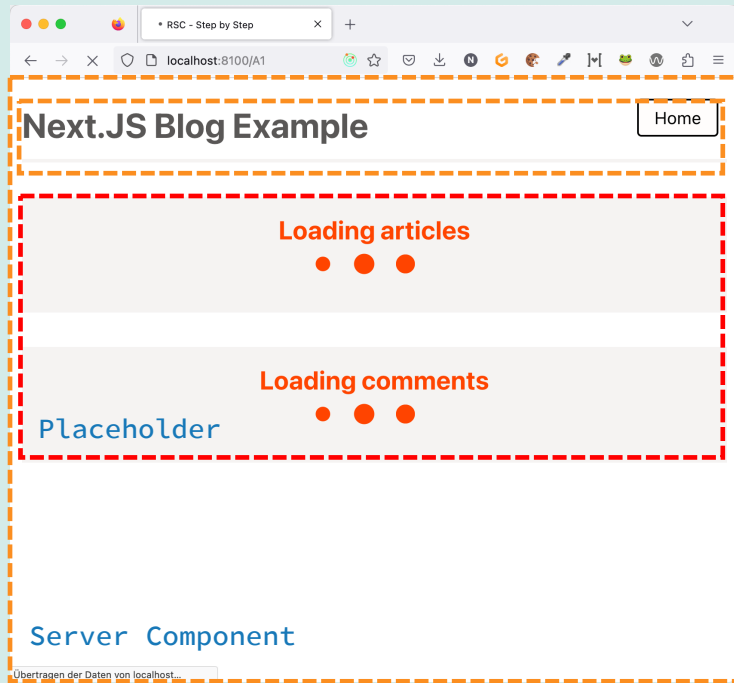 • RSC - Step by Step
localhost:8100/A1
Next.JS Blog Example
Home
Loading articles
Loading comments
Placeholder
Server Component
Übertragen der Daten von localhost…